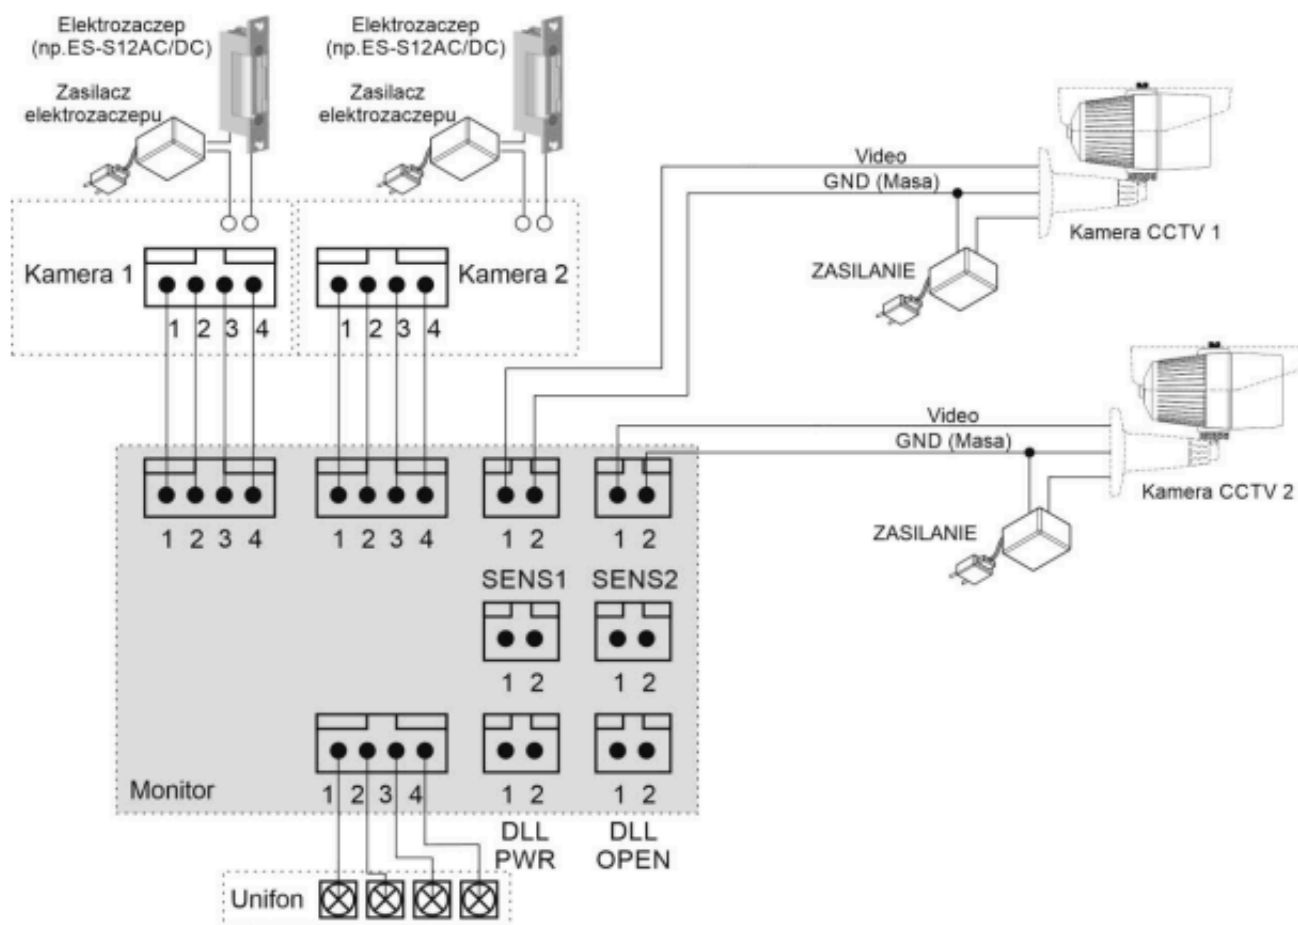 Elektrozaczep
(np.ES-S12AC/DC)
Zasilacz
elektrozaczepu
Elektrozaczep
(np.ES-S12AC/DC)
Zasilacz
elektrozaczepu
Kamera 1
1 2 3 4
Kamera 2
1 2 3 4
Video
GND (Masa)
Kamera CCTV 1
ZASILANIE
Video
GND (Masa)
Kamera CCTV 2
ZASILANIE
1 2 3 4
1 2 3 4
1 2
1 2
SENS1
SENS2
1 2
1 2
Monitor
1 2 3 4
1 2
1 2
DLL
PWR
DLL
OPEN
Unifon